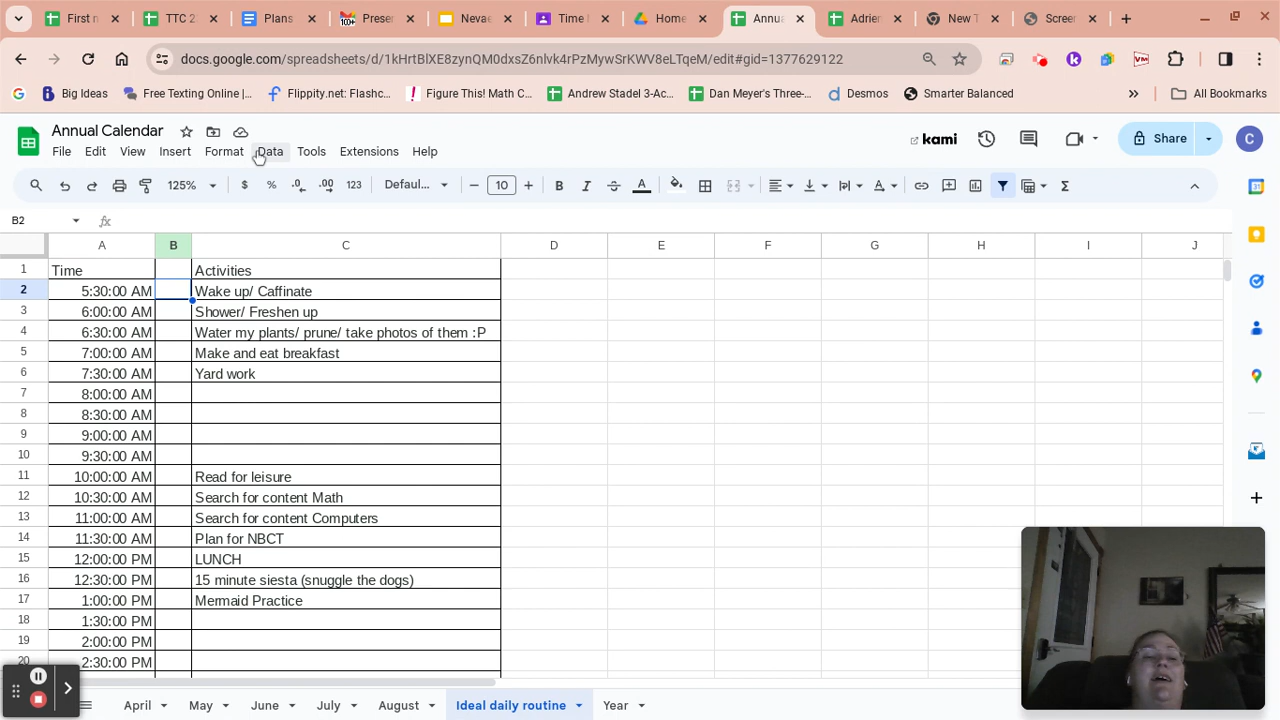 First n
TTC 2
Plans
Presen
Nevae
Time I
Home
Annua
Adrien
New T
Screen
docs.google.com/spreadsheets/d/1kHrtBlXE8zynQM0dxsZ6nlvk4rPzMywSrKWV8eLTqeM/edit#gid=1377629122
Big Ideas
Free Texting Online |...
Flippity.net: Flashc...
Figure This! Math C...
Andrew Stadel 3-Ac...
Dan Meyer's Three-...
Desmos
Smarter Balanced
All Bookmarks
Annual Calendar
File Edit View Insert Format Data Tools Extensions Help
kami
Share
C
125% $ % .0 .00 123 Defaul... 10 B I A
B2
A B C D E F G H I J
1 Time Activities
2 5:30:00 AM Wake up/ Caffinate
3 6:00:00 AM Shower/ Freshen up
4 6:30:00 AM Water my plants/ prune/ take photos of them :P
5 7:00:00 AM Make and eat breakfast
6 7:30:00 AM Yard work
7 8:00:00 AM
8 8:30:00 AM
9 9:00:00 AM
10 9:30:00 AM
11 10:00:00 AM Read for leisure
12 10:30:00 AM Search for content Math
13 11:00:00 AM Search for content Computers
14 11:30:00 AM Plan for NBCT
15 12:00:00 PM LUNCH
16 12:30:00 PM 15 minute siesta (snuggle the dogs)
17 1:00:00 PM Mermaid Practice
18 1:30:00 PM
19 2:00:00 PM
20 2:30:00 PM
April May June July August Ideal daily routine Year